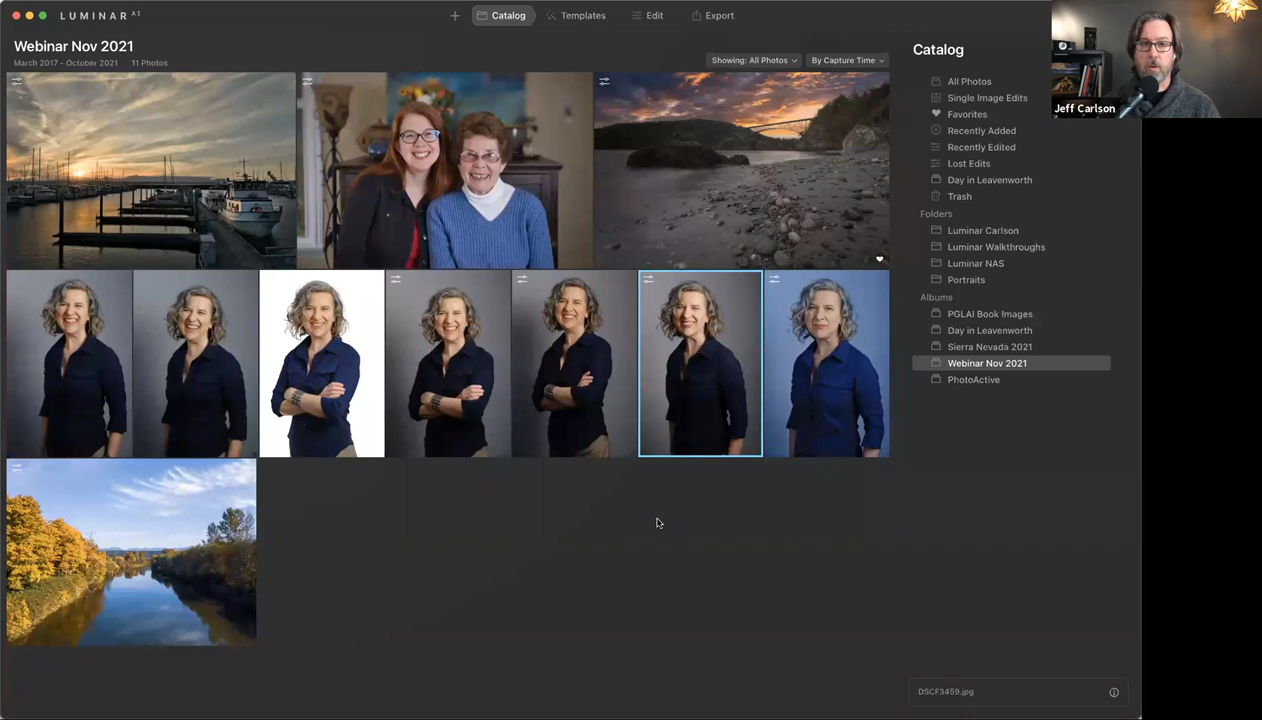 LUMINAR AI
Catalog
Templates
Edit
Export
Webinar Nov 2021
March 2017 - October 2021 11 Photos
Showing: All Photos
By Capture Time
Catalog
All Photos
Single Image Edits
Favorites
Recently Added
Recently Edited
Lost Edits
Day in Leavenworth
Trash
Folders
Luminar Carlson
Luminar Walkthroughs
Luminar NAS
Portraits
Albums
PGLAI Book Images
Day in Leavenworth
Sierra Nevada 2021
Webinar Nov 2021
PhotoActive
DSCF3459.jpg
Jeff Carlson